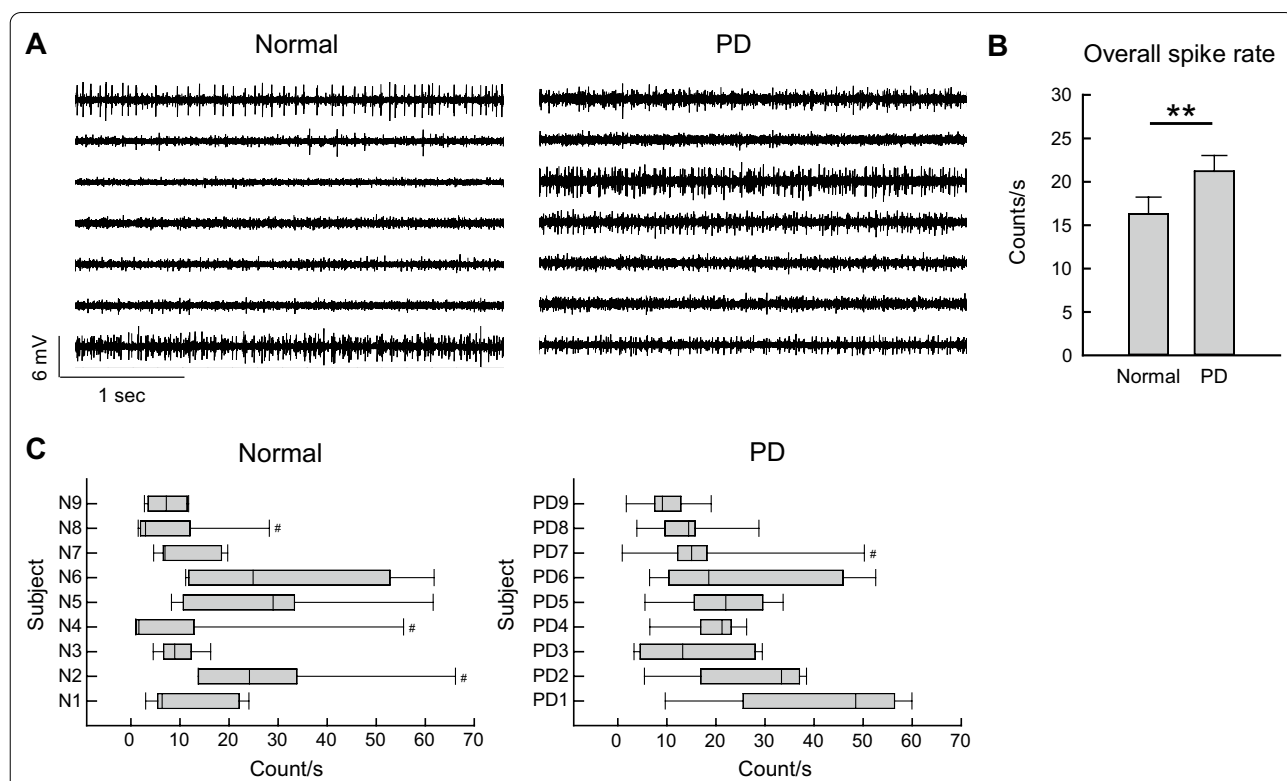 A
Normal
PD
6 mV
1 sec
B
Overall spike rate
30
25
20
15
10
5
0
Counts/s
**
Normal PD
C
Normal
Subject
N9
N8
N7
N6
N5
N4
N3
N2
N1
#
#
#
0 10 20 30 40 50 60 70
Count/s
PD
Subject
PD9
PD8
PD7
PD6
PD5
PD4
PD3
PD2
PD1
#
0 10 20 30 40 50 60 70
Count/s